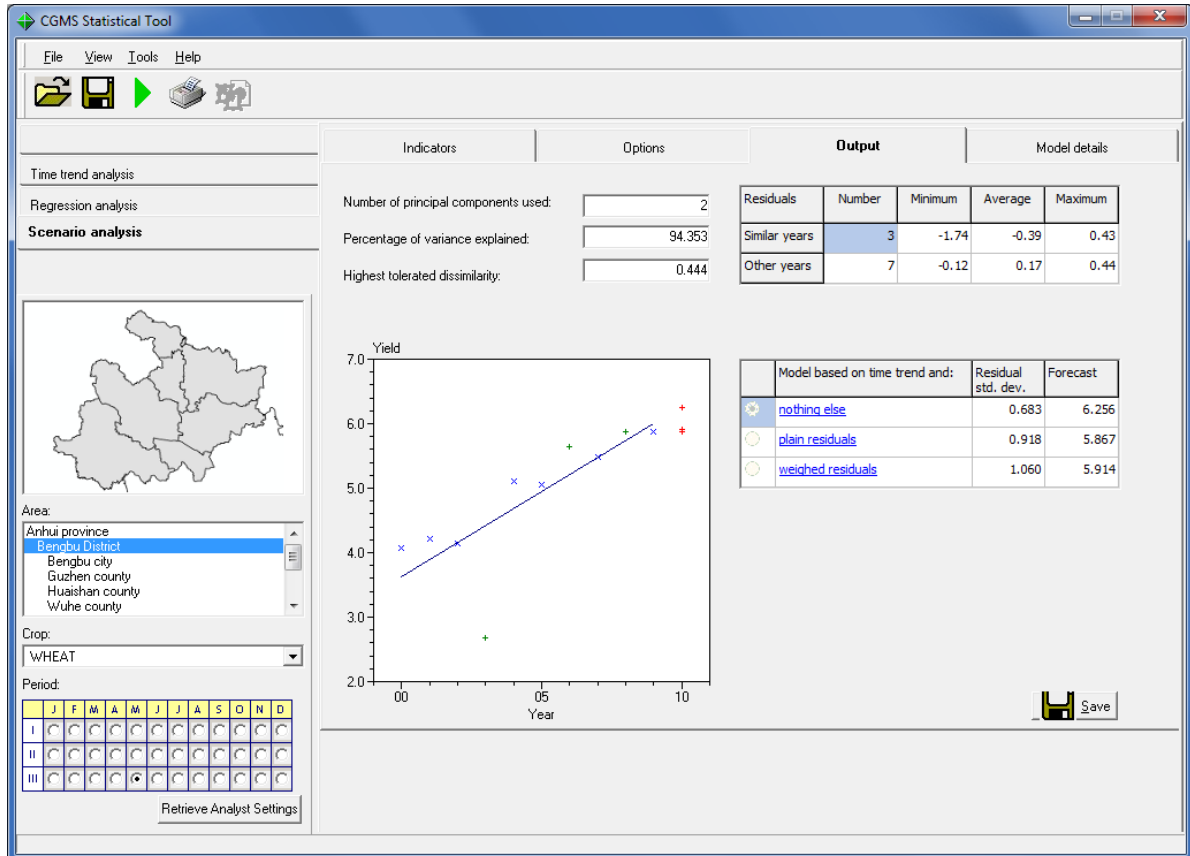 CGMS Statistical Tool
File View Tools Help
Time trend analysis
Regression analysis
Scenario analysis
Area:
Anhui province
Bengbu District
Bengbu city
Guzhen county
Huaishan county
Wuhe county
Crop:
WHEAT
Period:
J F M A M J J A S O N D
I
II
III
Retrieve Analyst Settings
Indicators Options Output Model details
Number of principal components used: 2
Percentage of variance explained: 94.353
Highest tolerated dissimilarity: 0.444
Residuals Number Minimum Average Maximum
Similar years 3 -1.74 -0.39 0.43
Other years 7 -0.12 0.17 0.44
Yield
7.0
6.0
5.0
4.0
3.0
2.0
00 05 10
Year
Model based on time trend and: Residual std. dev. Forecast
nothing else 0.683 6.256
plain residuals 0.918 5.867
weighed residuals 1.060 5.914
Save